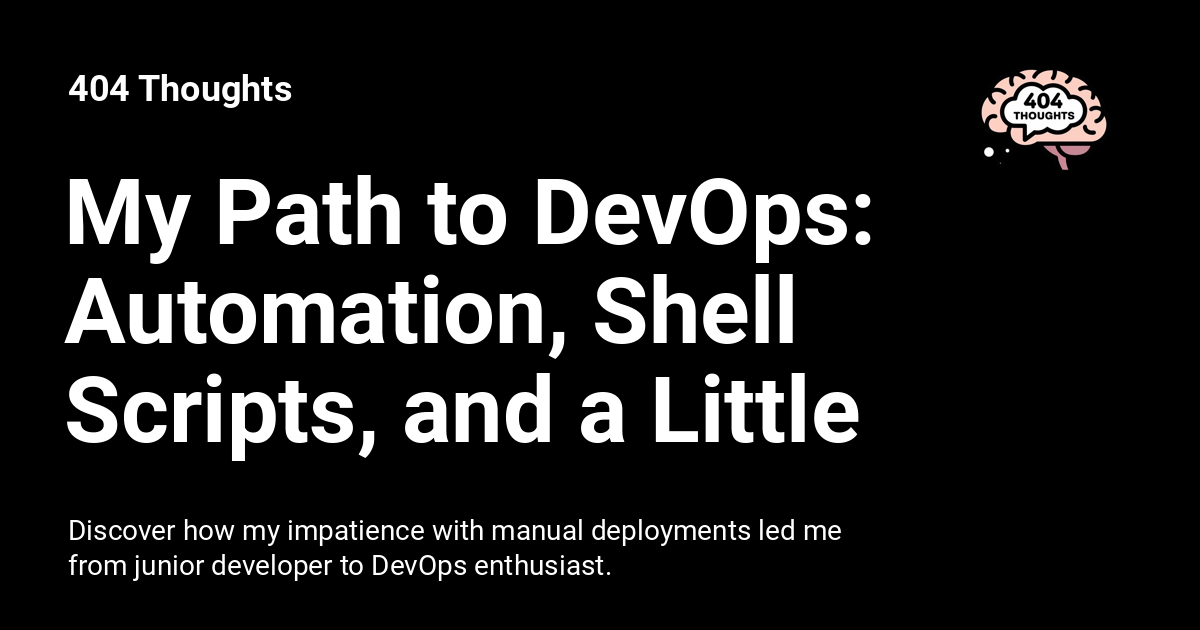 404 Thoughts
404
THOUGHTS
My Path to DevOps:
Automation, Shell
Scripts, and a Little
Discover how my impatience with manual deployments led me
from junior developer to DevOps enthusiast.